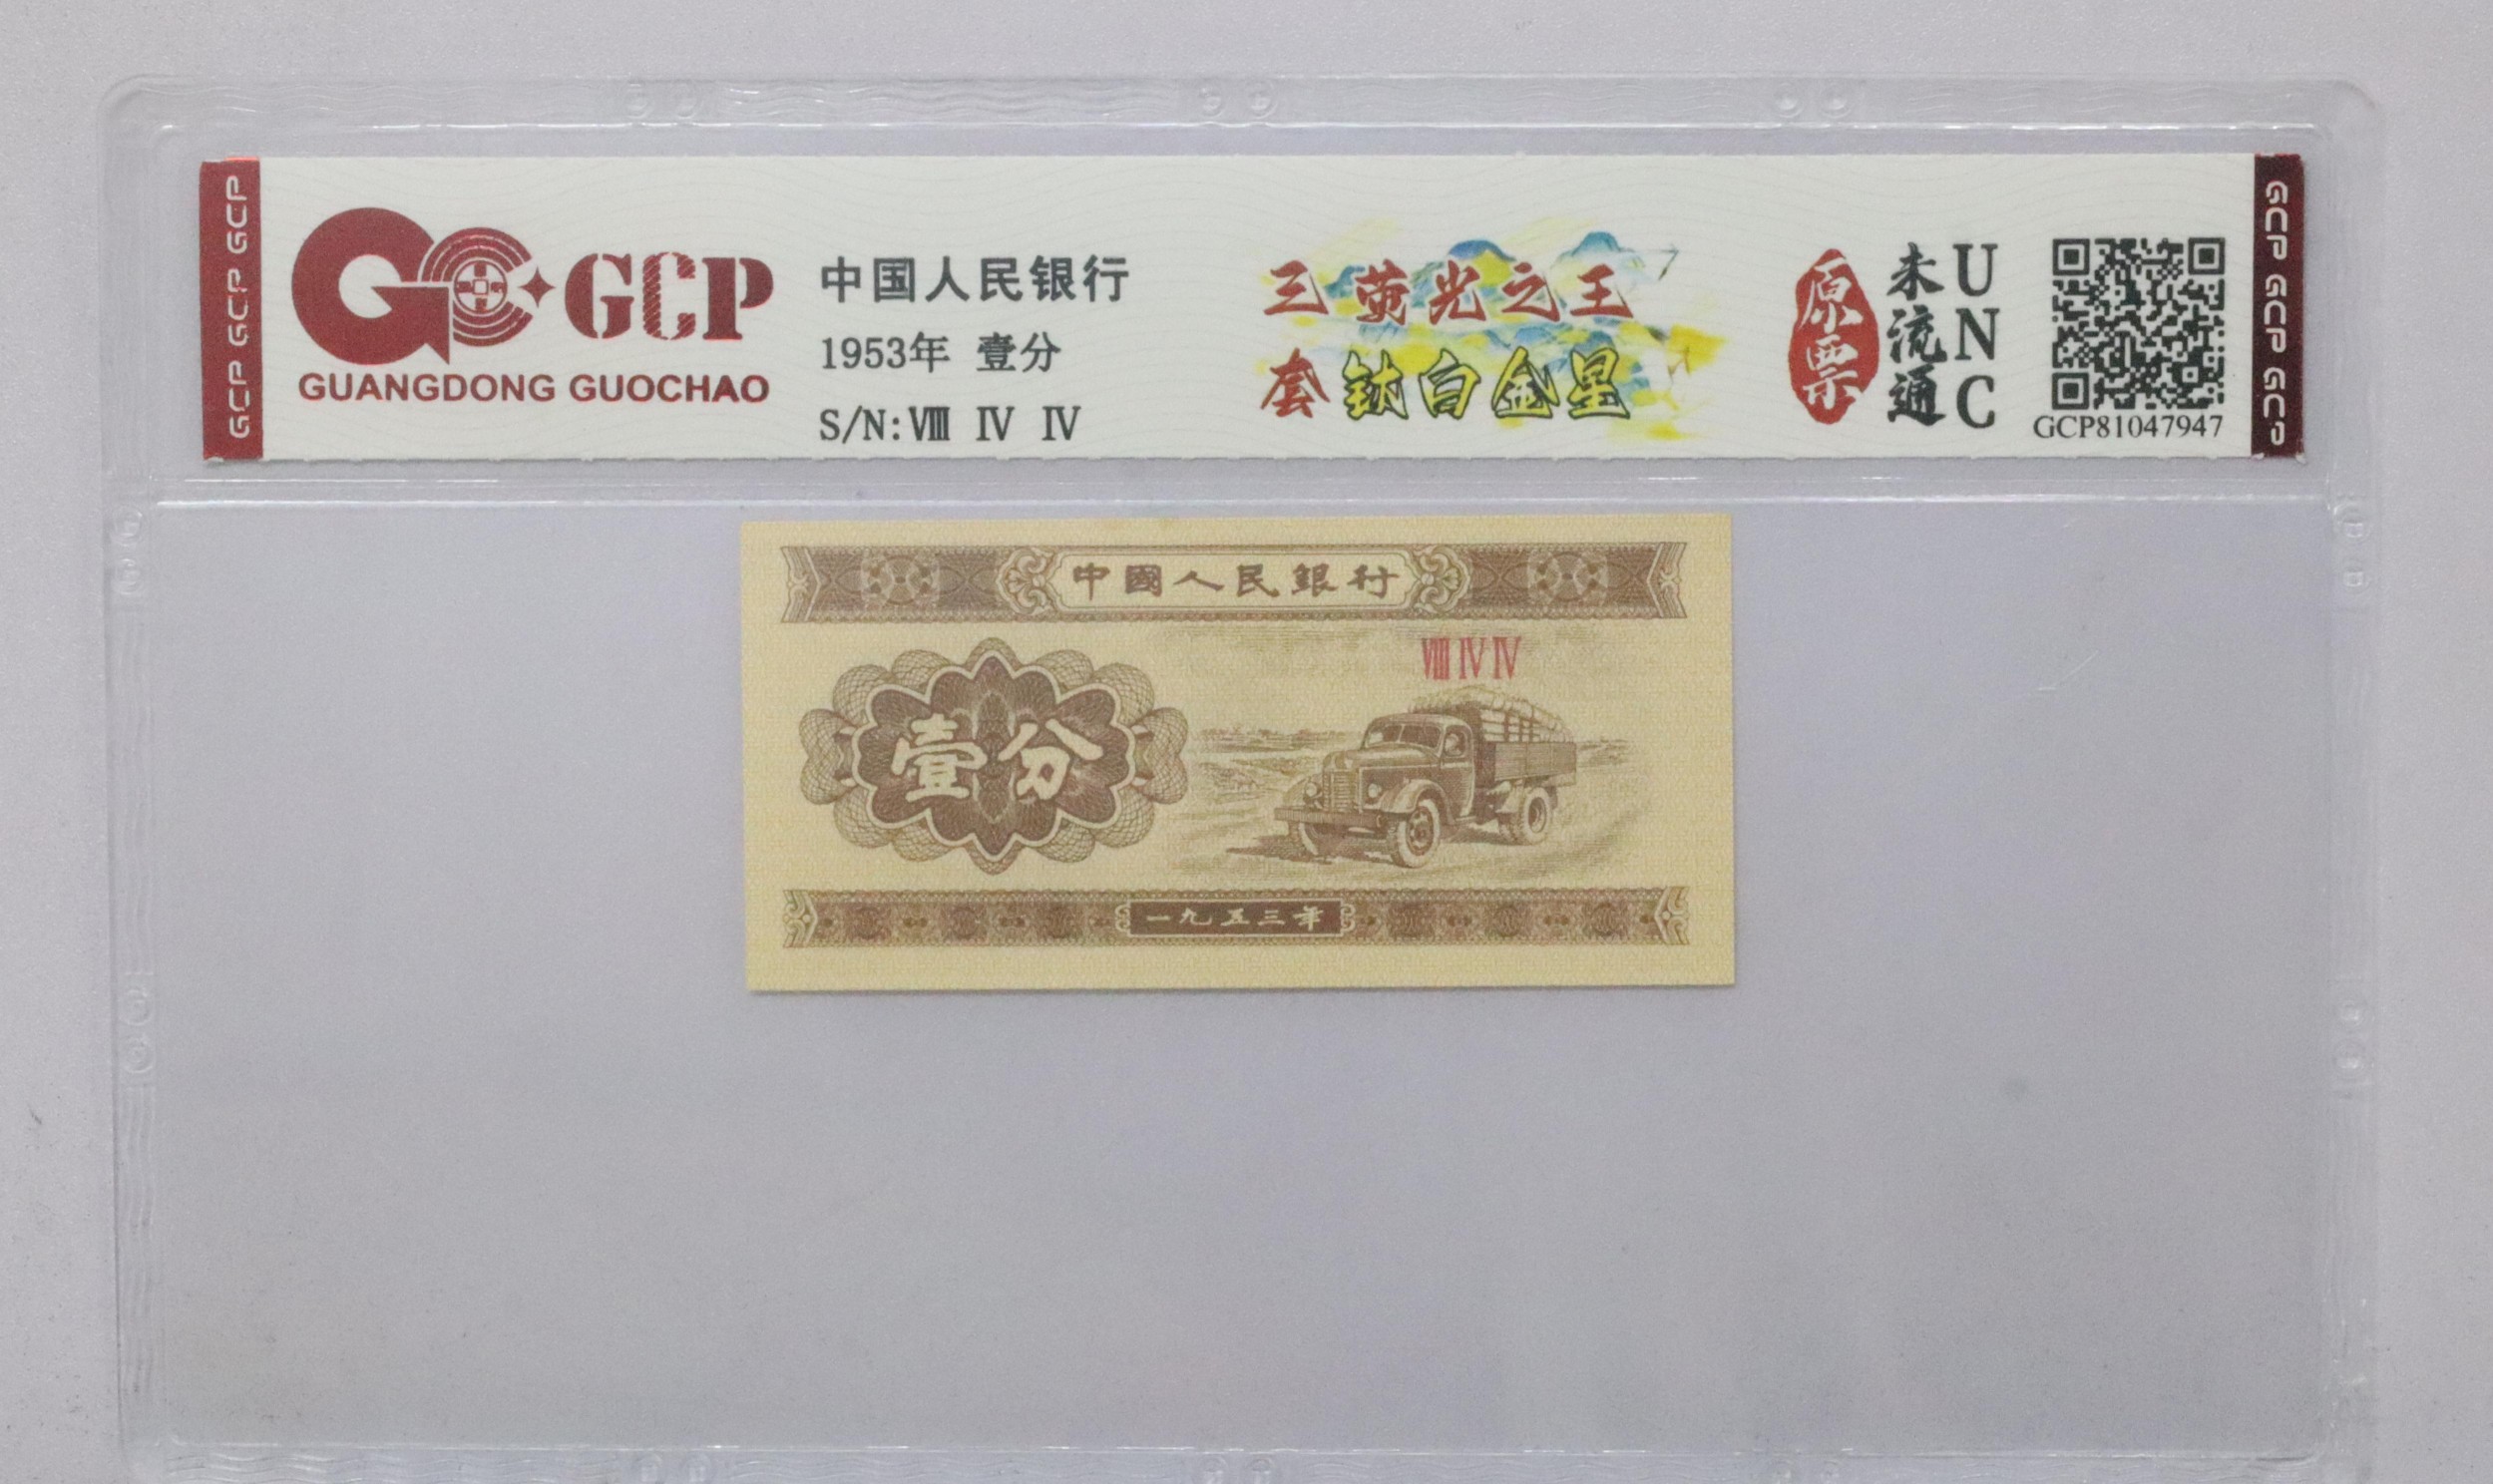 GCP GCP GCP
GCP
GUANGDONG GUOCHAO
中国人民银行
1953年 壹分
S/N:Ⅷ Ⅳ Ⅳ
三套
荧光之王
钛白金星
原票
未流通
UNC
GCP81047947
GCP GCP GCP
中國人民銀行
Ⅷ Ⅳ Ⅳ
壹分
一九五三年